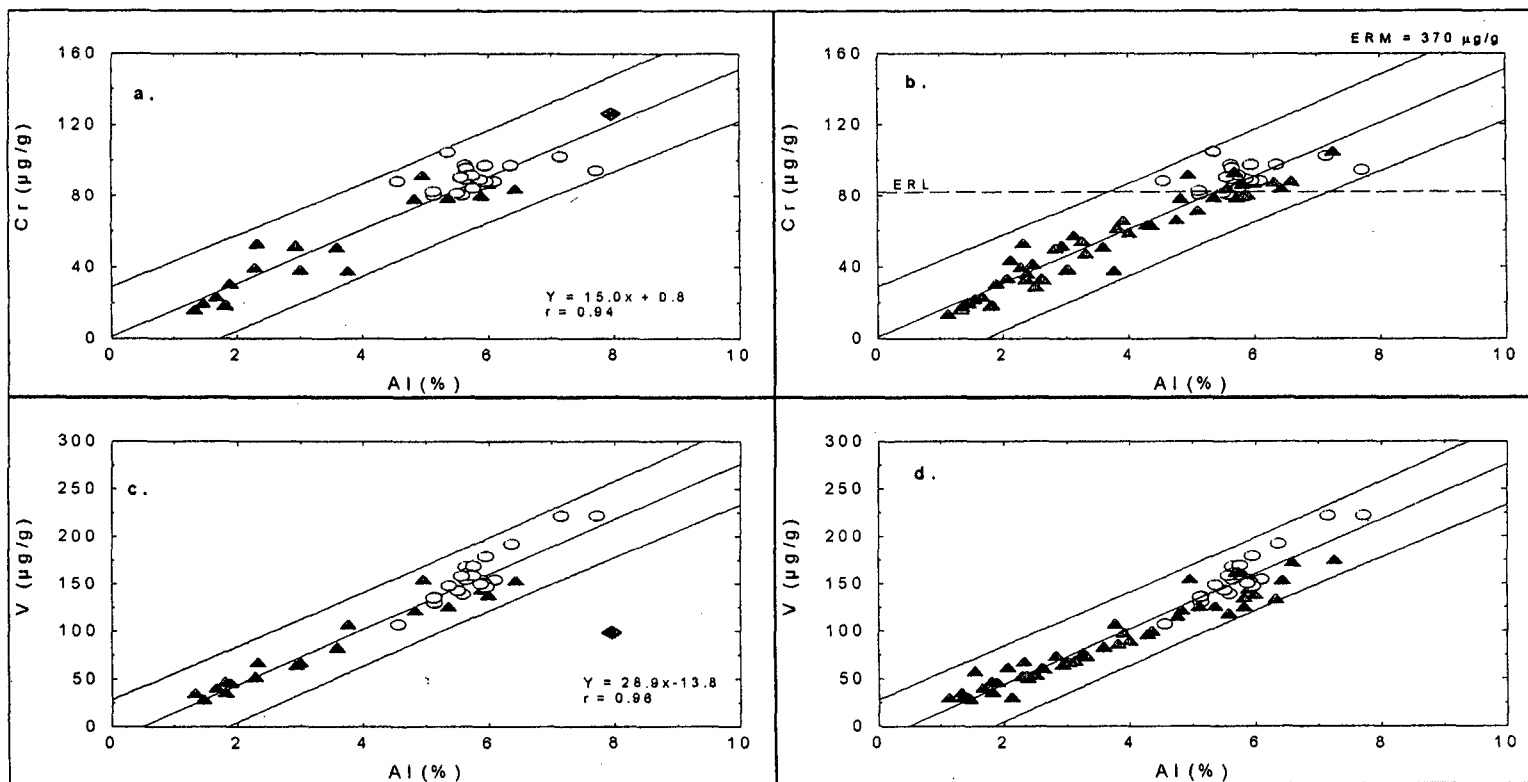 160
120
80
40
0
Cr (µg/g)
a.
Y = 15.0x + 0.8
r = 0.94
0 2 4 6 8 10
Al (%)
ERM = 370 µg/g
160
120
80
40
0
Cr (µg/g)
b.
ERL
0 2 4 6 8 10
Al (%)
300
250
200
150
100
50
0
V (µg/g)
c.
Y = 28.9x-13.8
r = 0.96
0 2 4 6 8 10
Al (%)
300
250
200
150
100
50
0
V (µg/g)
d.
0 2 4 6 8 10
Al (%)